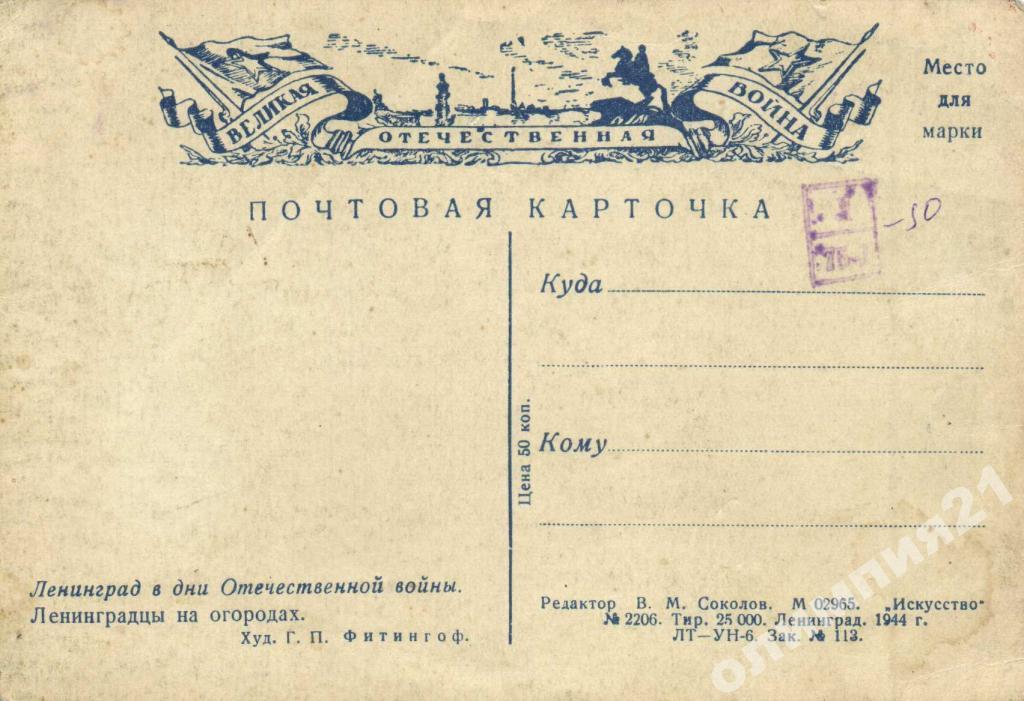 ВЕЛИКАЯ
ОТЕЧЕСТВЕННАЯ
ВОЙНА
Место
для
марки
ПОЧТОВАЯ КАРТОЧКА
-50
Куда
Кому
Цена 50 коп.
Ленинград в дни Отечественной войны.
Ленинградцы на огородах.
Худ. Г. П. Фитингоф.
Редактор В. М. Соколов. М 02965. „Искусство"
№ 2206. Тир. 25 000. Ленинград. 1944 г.
ЛТ—УН-6. Зак. № 113.
олимпия21